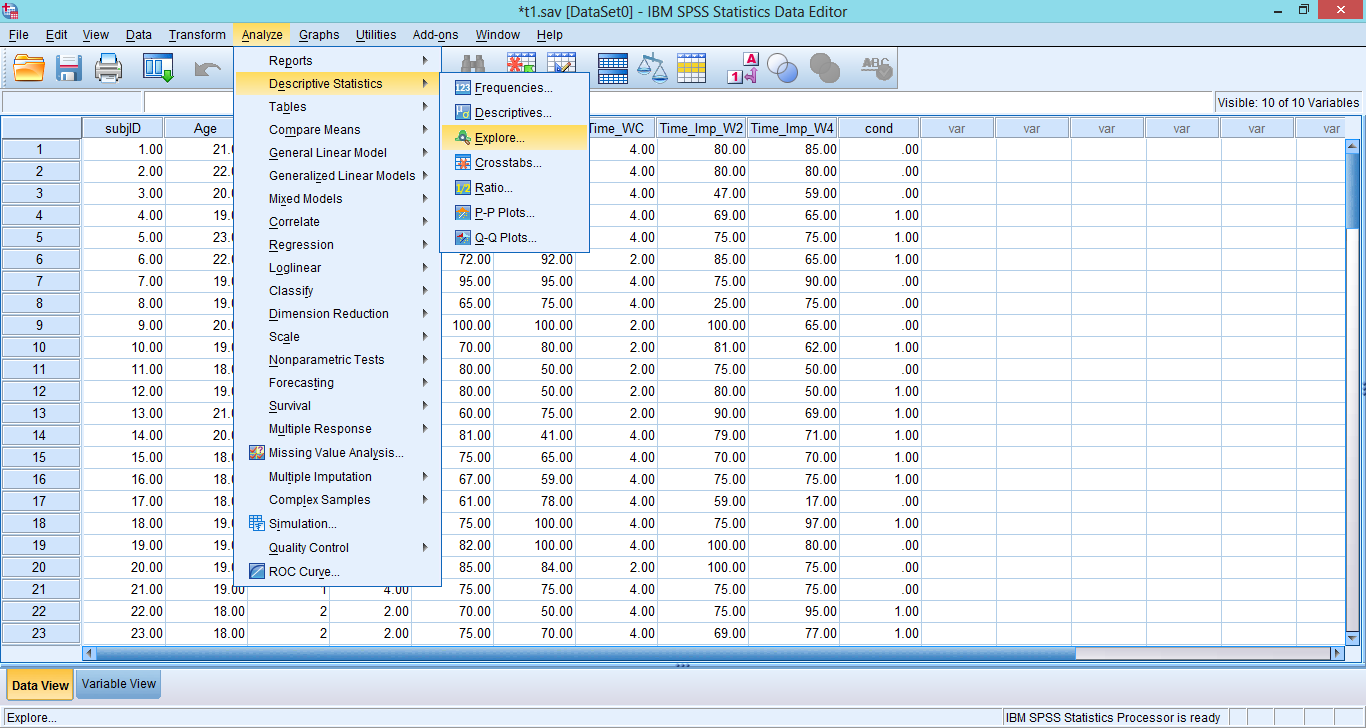 *t1.sav [DataSet0] - IBM SPSS Statistics Data Editor
File Edit View Data Transform Analyze Graphs Utilities Add-ons Window Help
Visible: 10 of 10 Variables
Reports
Descriptive Statistics
Tables
Compare Means
General Linear Model
Generalized Linear Models
Mixed Models
Correlate
Regression
Loglinear
Classify
Dimension Reduction
Scale
Nonparametric Tests
Forecasting
Survival
Multiple Response
Missing Value Analysis...
Multiple Imputation
Complex Samples
Simulation...
Quality Control
ROC Curve...
Frequencies...
Descriptives...
Explore...
Crosstabs...
Ratio...
P-P Plots...
Q-Q Plots...
subjID Age Time_WC Time_Imp_W2 Time_Imp_W4 cond var var var var var var
1 1.00 21. 4.00 80.00 85.00 .00
2 2.00 22. 4.00 80.00 80.00 .00
3 3.00 20. 4.00 47.00 59.00 .00
4 4.00 19. 4.00 69.00 65.00 1.00
5 5.00 23. 4.00 75.00 75.00 1.00
6 6.00 22. 72.00 92.00 2.00 85.00 65.00 1.00
7 7.00 19. 95.00 95.00 4.00 75.00 90.00 .00
8 8.00 19. 65.00 75.00 4.00 25.00 75.00 .00
9 9.00 20. 100.00 100.00 2.00 100.00 65.00 .00
10 10.00 19. 70.00 80.00 2.00 81.00 62.00 1.00
11 11.00 18. 80.00 50.00 2.00 75.00 50.00 .00
12 12.00 19. 80.00 50.00 2.00 80.00 50.00 1.00
13 13.00 21. 60.00 75.00 2.00 90.00 69.00 1.00
14 14.00 20. 81.00 41.00 4.00 79.00 71.00 1.00
15 15.00 18. 75.00 65.00 4.00 70.00 70.00 .00
16 16.00 18. 67.00 59.00 4.00 75.00 75.00 1.00
17 17.00 18. 61.00 78.00 4.00 59.00 17.00 .00
18 18.00 19. 75.00 100.00 4.00 75.00 97.00 1.00
19 19.00 19. 82.00 100.00 4.00 100.00 80.00 .00
20 20.00 19. 85.00 84.00 2.00 100.00 75.00 .00
21 21.00 19.00 1 4.00 75.00 75.00 4.00 75.00 75.00 .00
22 22.00 18.00 2 2.00 70.00 50.00 4.00 75.00 95.00 1.00
23 23.00 18.00 2 2.00 75.00 70.00 4.00 69.00 77.00 1.00
Data View Variable View
Explore... IBM SPSS Statistics Processor is ready